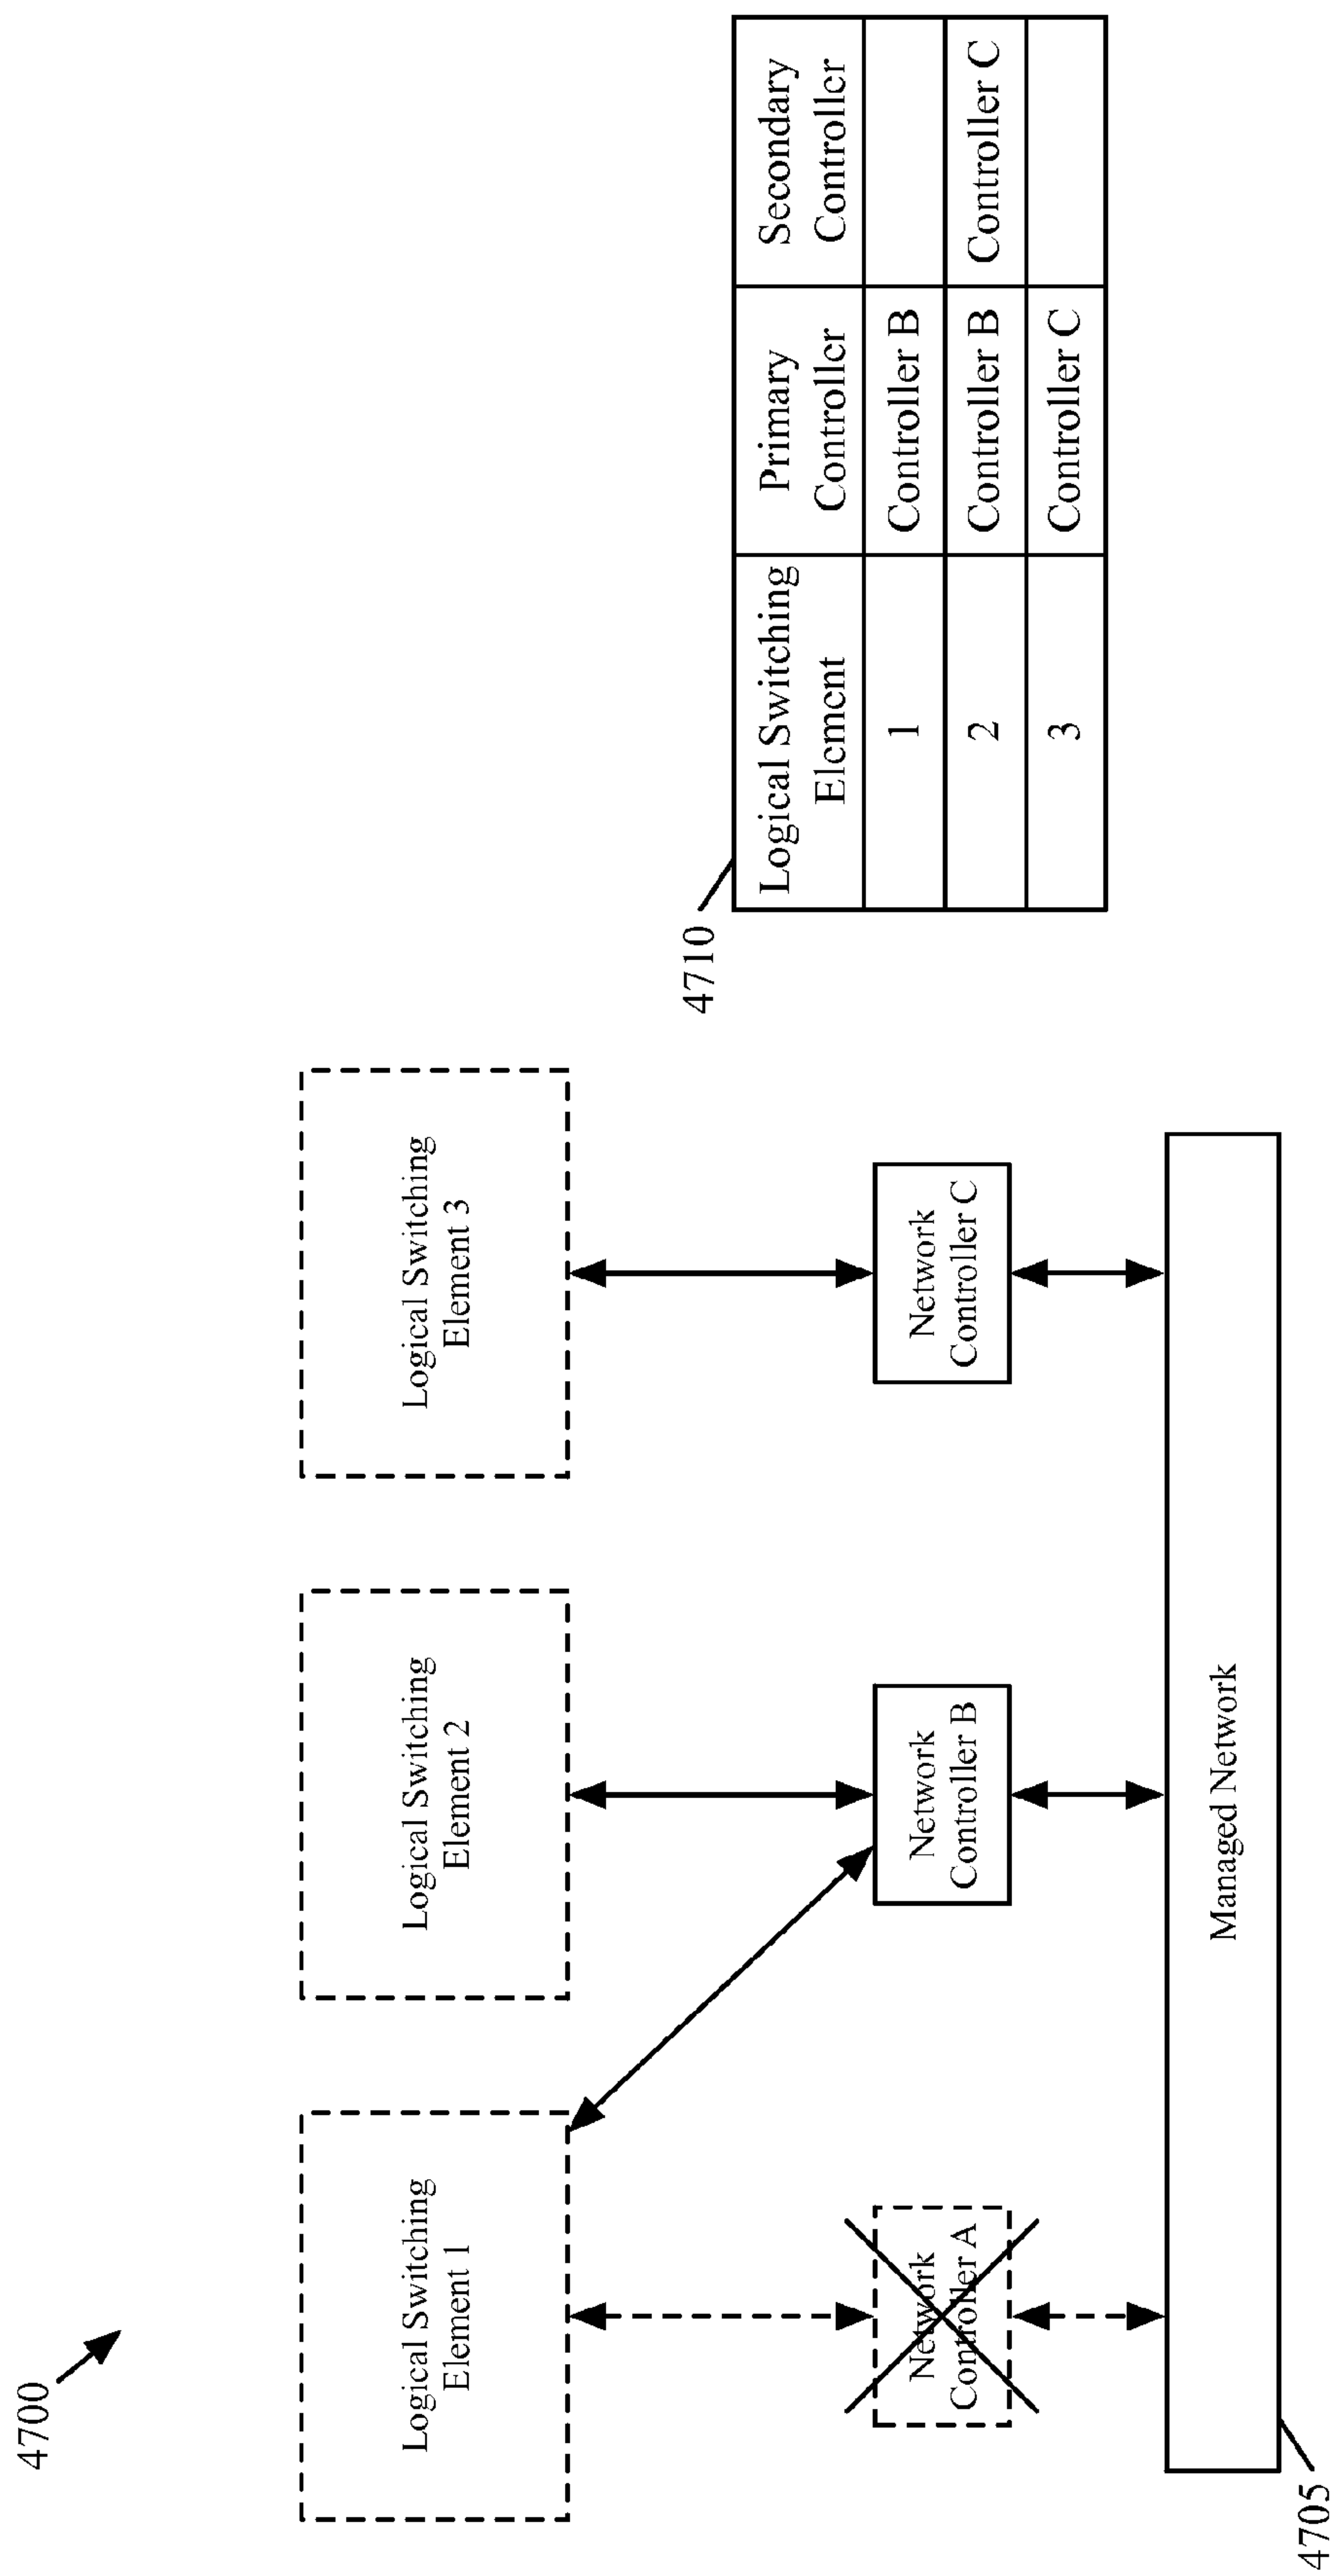 4700
Logical Switching
Element 1
Logical Switching
Element 2
Logical Switching
Element 3
Network
Controller A
Network
Controller B
Network
Controller C
Managed Network
4705
4710
Logical Switching
Element
Primary
Controller
Secondary
Controller
1
Controller B
2
Controller B
Controller C
3
Controller C